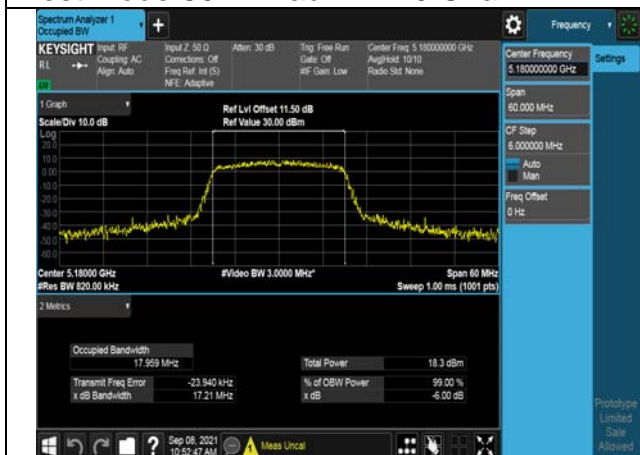 Spectrum Analyzer 1
Occupied BW
Frequency
KEYSIGHT
RL
Input: RF
Coupling: AC
Align: Auto
Input Z: 50 Ω
Corrections: Off
Freq Ref: Int (S)
NFE: Adaptive
Atten: 30 dB
Trig: Free Run
Gate: Off
#IF Gain: Low
Center Freq: 5.180000000 GHz
Avg|Hold: 10/10
Radio Std: None
Center Frequency
5.180000000 GHz
Settings
Span
60.000 MHz
CF Step
6.000000 MHz
Auto
Man
Freq Offset
0 Hz
1 Graph
Scale/Div 10.0 dB
Ref Lvl Offset 11.50 dB
Ref Value 30.00 dBm
Log
20.0
10.0
0.00
-10.0
-20.0
-30.0
-40.0
-50.0
-60.0
Center 5.18000 GHz
#Res BW 820.00 kHz
#Video BW 3.0000 MHz*
Span 60 MHz
Sweep 1.00 ms (1001 pts)
2 Metrics
Occupied Bandwidth
17.959 MHz
Total Power 18.3 dBm
Transmit Freq Error -23.940 kHz
% of OBW Power 99.00 %
x dB Bandwidth 17.21 MHz
x dB -6.00 dB
Sep 08, 2021
10:52:47 AM
Meas Uncal
Prototype
Limited
Sale
Allowed